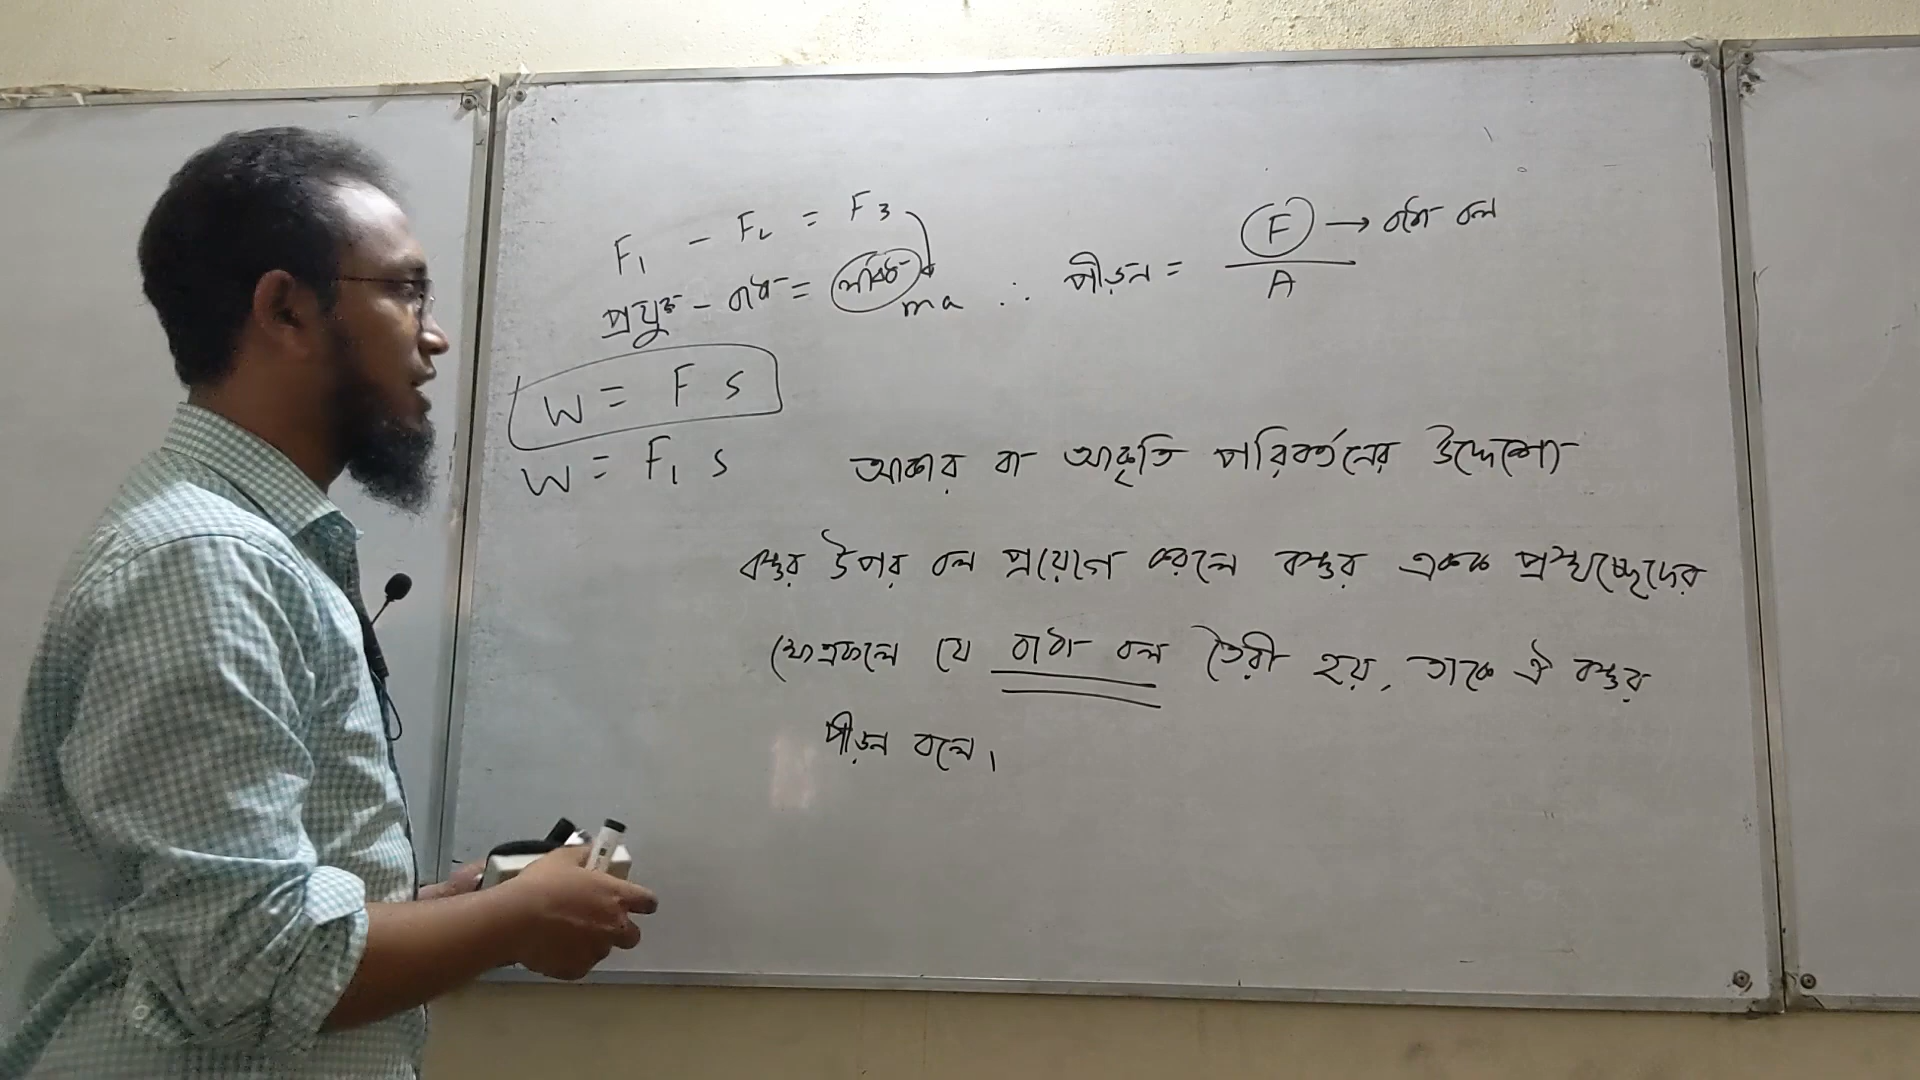 F₁ - F₂ = F₃
প্রযুক্ত - বাধা = লব্ধি
ma
∴ পীড়ন = F / A
F → বল
W = F s
W = F₁ s
আকার বা আকৃতি পরিবর্তনের উদ্দেশ্যে
বস্তুর উপর বল প্রয়োগ করলে বস্তুর একক প্রস্থচ্ছেদের
ক্ষেত্রফলে যে বাধা বল তৈরী হয়, তাকে ঐ বস্তুর
পীড়ন বলে।